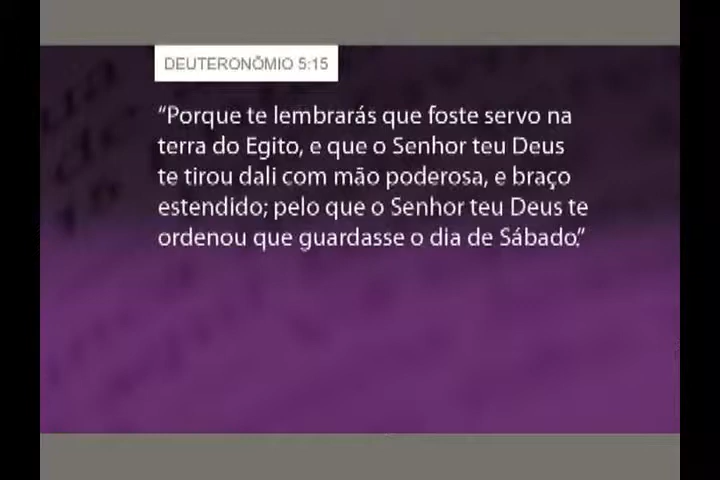 DEUTERONÔMIO 5:15
“Porque te lembrarás que foste servo na
terra do Egito, e que o Senhor teu Deus
te tirou dali com mão poderosa, e braço
estendido; pelo que o Senhor teu Deus te
ordenou que guardasse o dia de Sábado.”